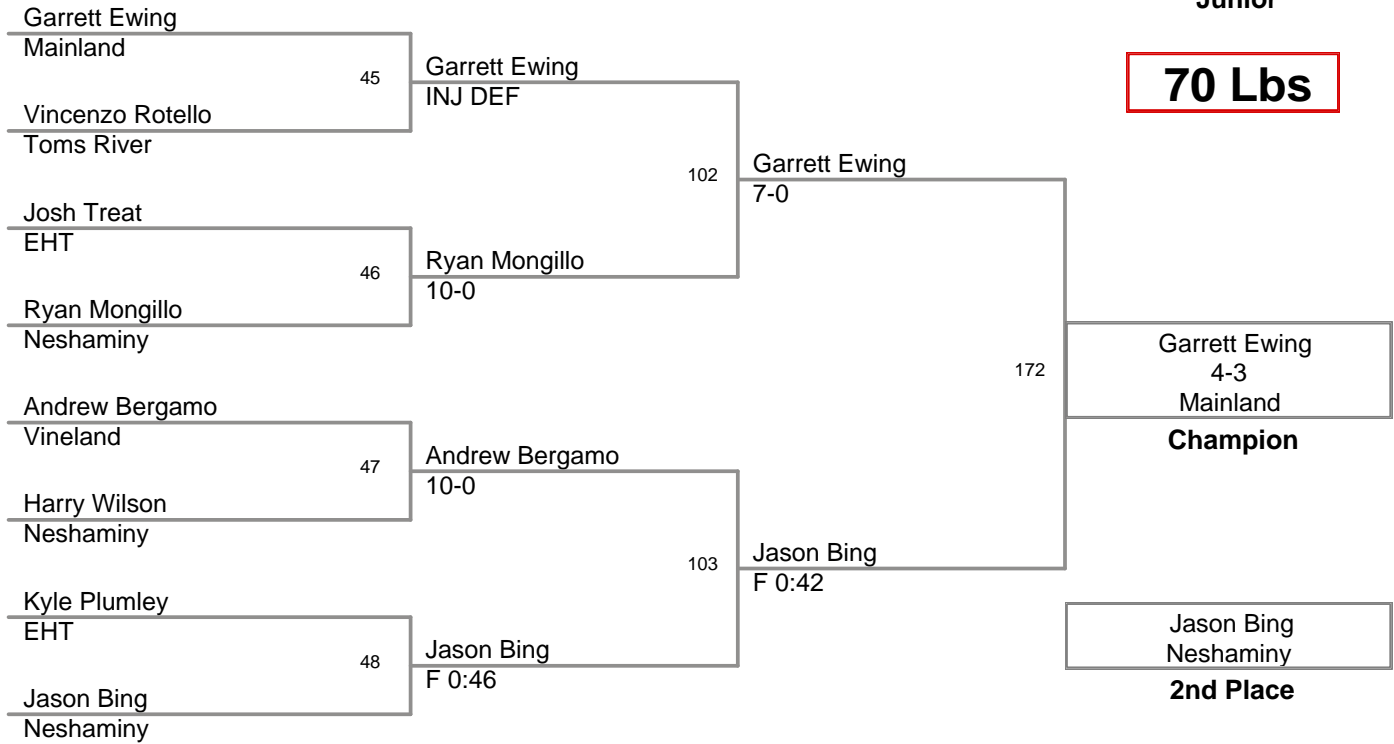 Junior
70 Lbs
Garrett Ewing
Mainland
45
Vincenzo Rotello
Toms River
Garrett Ewing
INJ DEF
102
Josh Treat
EHT
46
Ryan Mongillo
Neshaminy
Ryan Mongillo
10-0
Garrett Ewing
7-0
172
Andrew Bergamo
Vineland
47
Harry Wilson
Neshaminy
Andrew Bergamo
10-0
103
Kyle Plumley
EHT
48
Jason Bing
Neshaminy
Jason Bing
F 0:46
Jason Bing
F 0:42
Garrett Ewing
4-3
Mainland
Champion
Jason Bing
Neshaminy
2nd Place